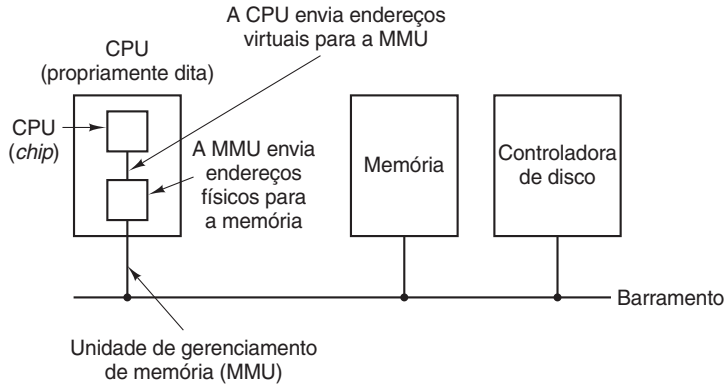 A CPU envia endereços
virtuais para a MMU
CPU
(propriamente dita)
CPU
(chip)
A MMU envia
endereços
físicos para
a memória
Memória
Controladora
de disco
Barramento
Unidade de gerenciamento
de memória (MMU)